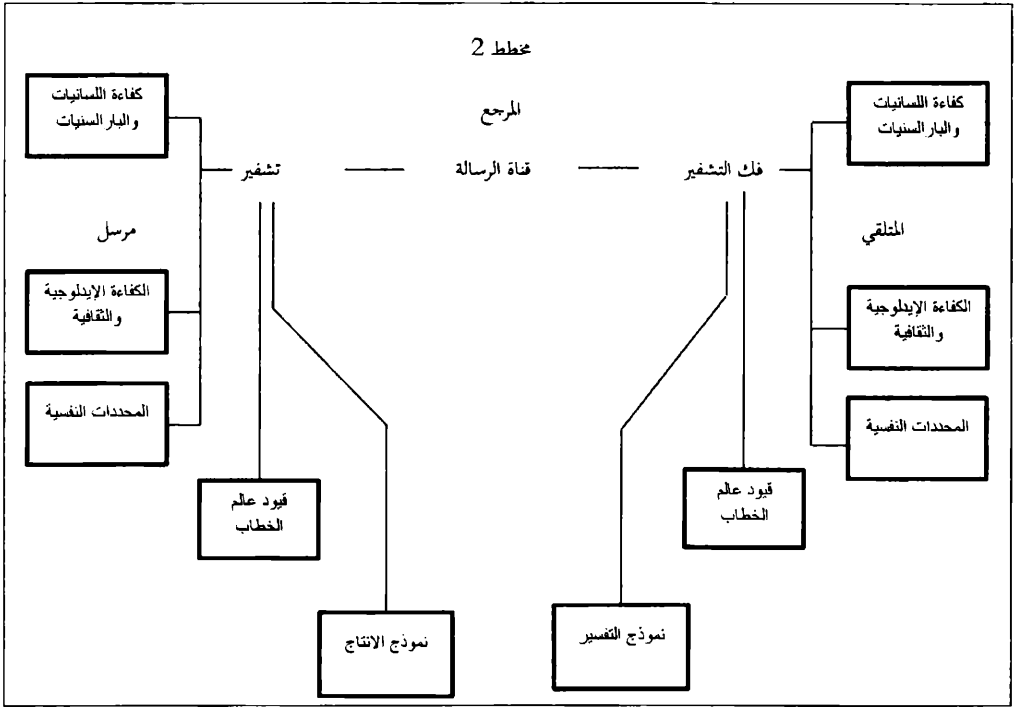 مخطط 2
المرجع
كفاءة اللسانيات
والبار السنيات
فك التشفير
قناة الرسالة
تشفير
كفاءة اللسانيات
والبار السنيات
المتلقي
مرسل
الكفاءة الإيدلوجية
والثقافية
الكفاءة الإيدلوجية
والثقافية
المحددات النفسية
المحددات النفسية
قيود عالم
الخطاب
قيود عالم
الخطاب
نموذج التفسير
نموذج الانتاج